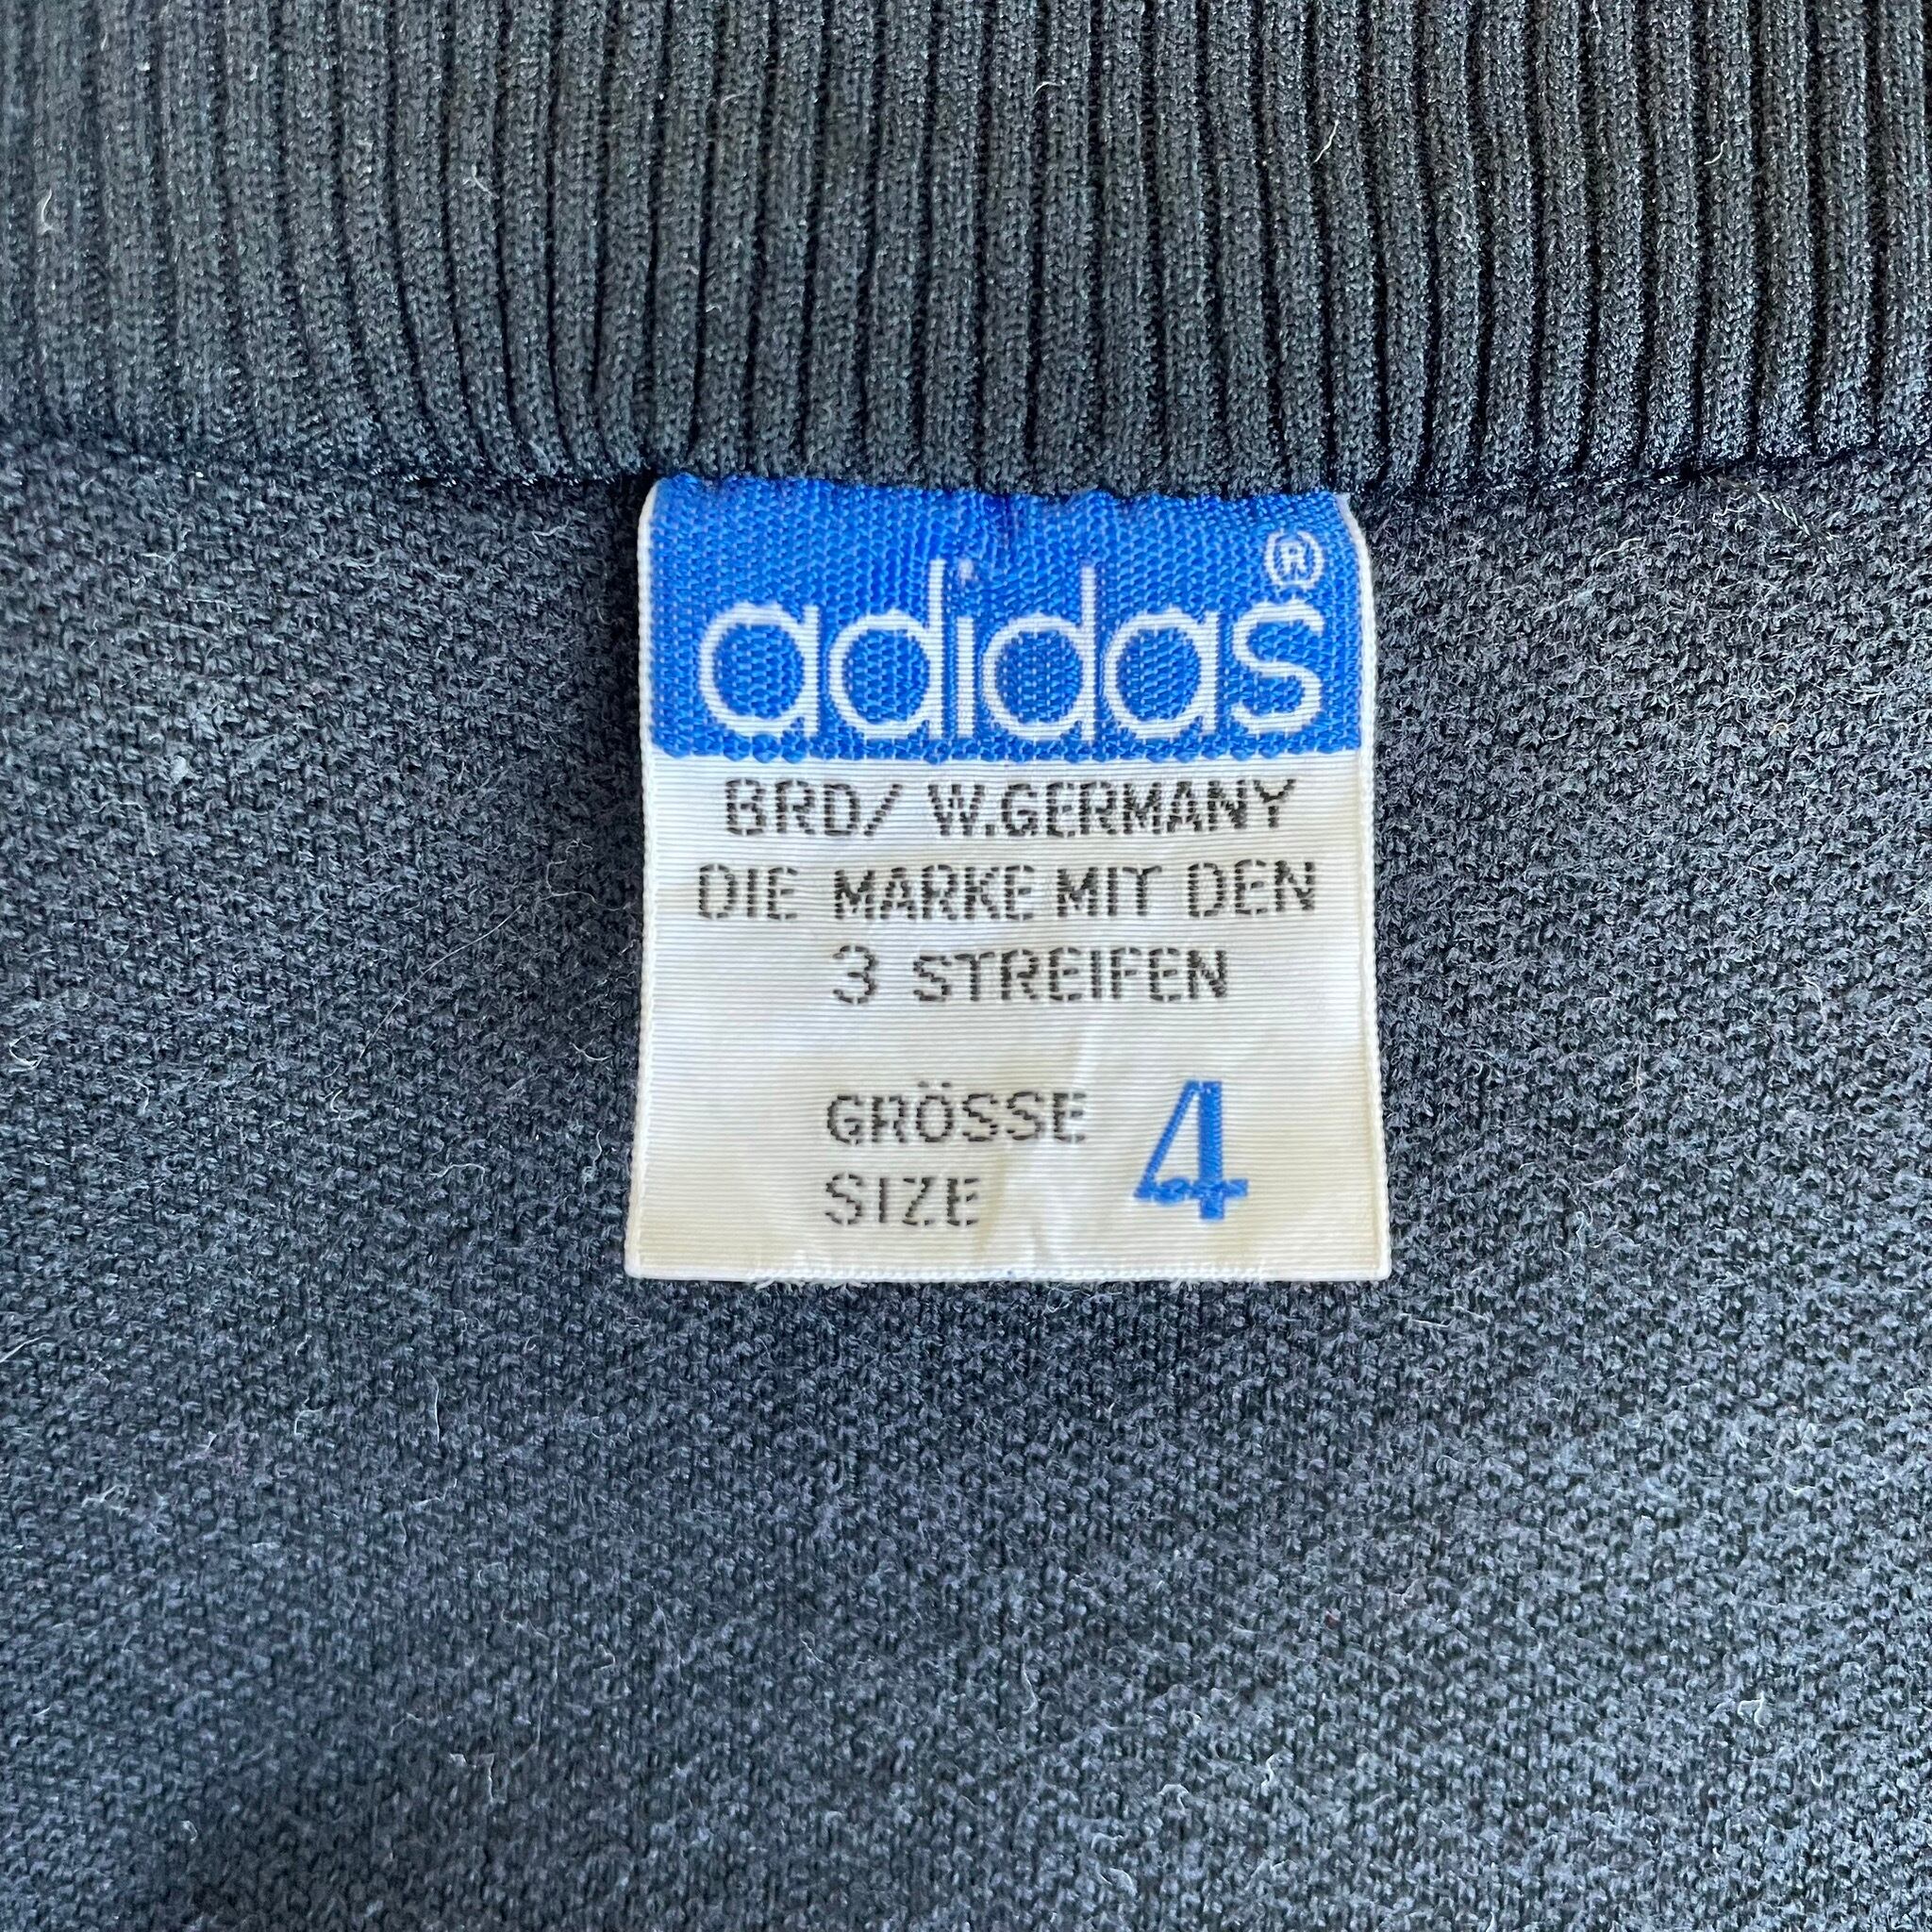 adidas®
BRD/ W.GERMANY
DIE MARKE MIT DEN
3 STREIFEN
GRÖSSE 4
SIZE